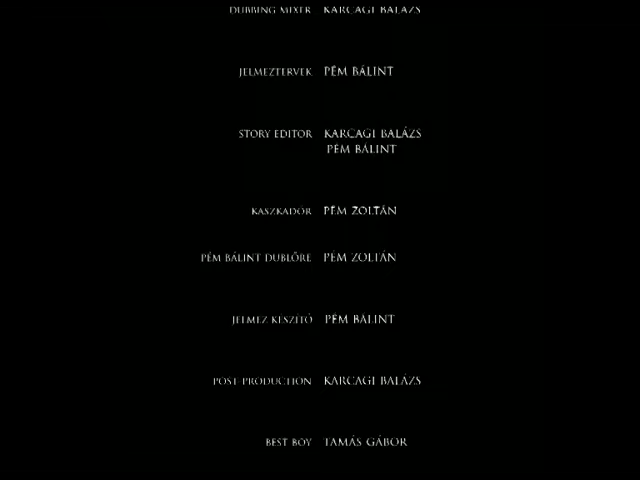 DUBBING MIXER KARCAGI BALÁZS
JELMEZTERVEK PÉM BÁLINT
STORY EDITOR KARCAGI BALÁZS
PÉM BÁLINT
KASZKADŐR PÉM ZOLTÁN
PÉM BÁLINT DUBLŐRE PÉM ZOLTÁN
JELMEZ KÉSZÍTŐ PÉM BÁLINT
POST-PRODUCTION KARCAGI BALÁZS
BEST BOY TAMÁS GÁBOR